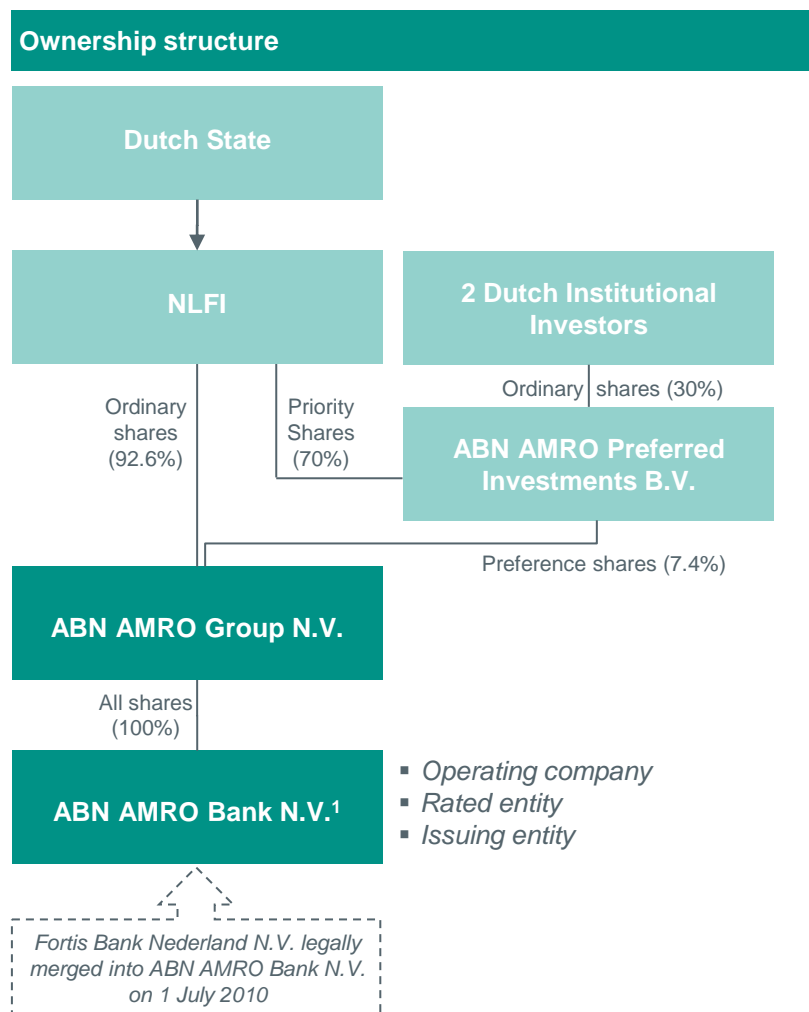 Ownership structure
Dutch State
NLFI
2 Dutch Institutional
Investors
Ordinary
shares
(92.6%)
Priority
Shares
(70%)
Ordinary shares (30%)
ABN AMRO Preferred
Investments B.V.
Preference shares (7.4%)
ABN AMRO Group N.V.
All shares
(100%)
ABN AMRO Bank N.V.¹
▪ Operating company
▪ Rated entity
▪ Issuing entity
Fortis Bank Nederland N.V. legally
merged into ABN AMRO Bank N.V.
on 1 July 2010